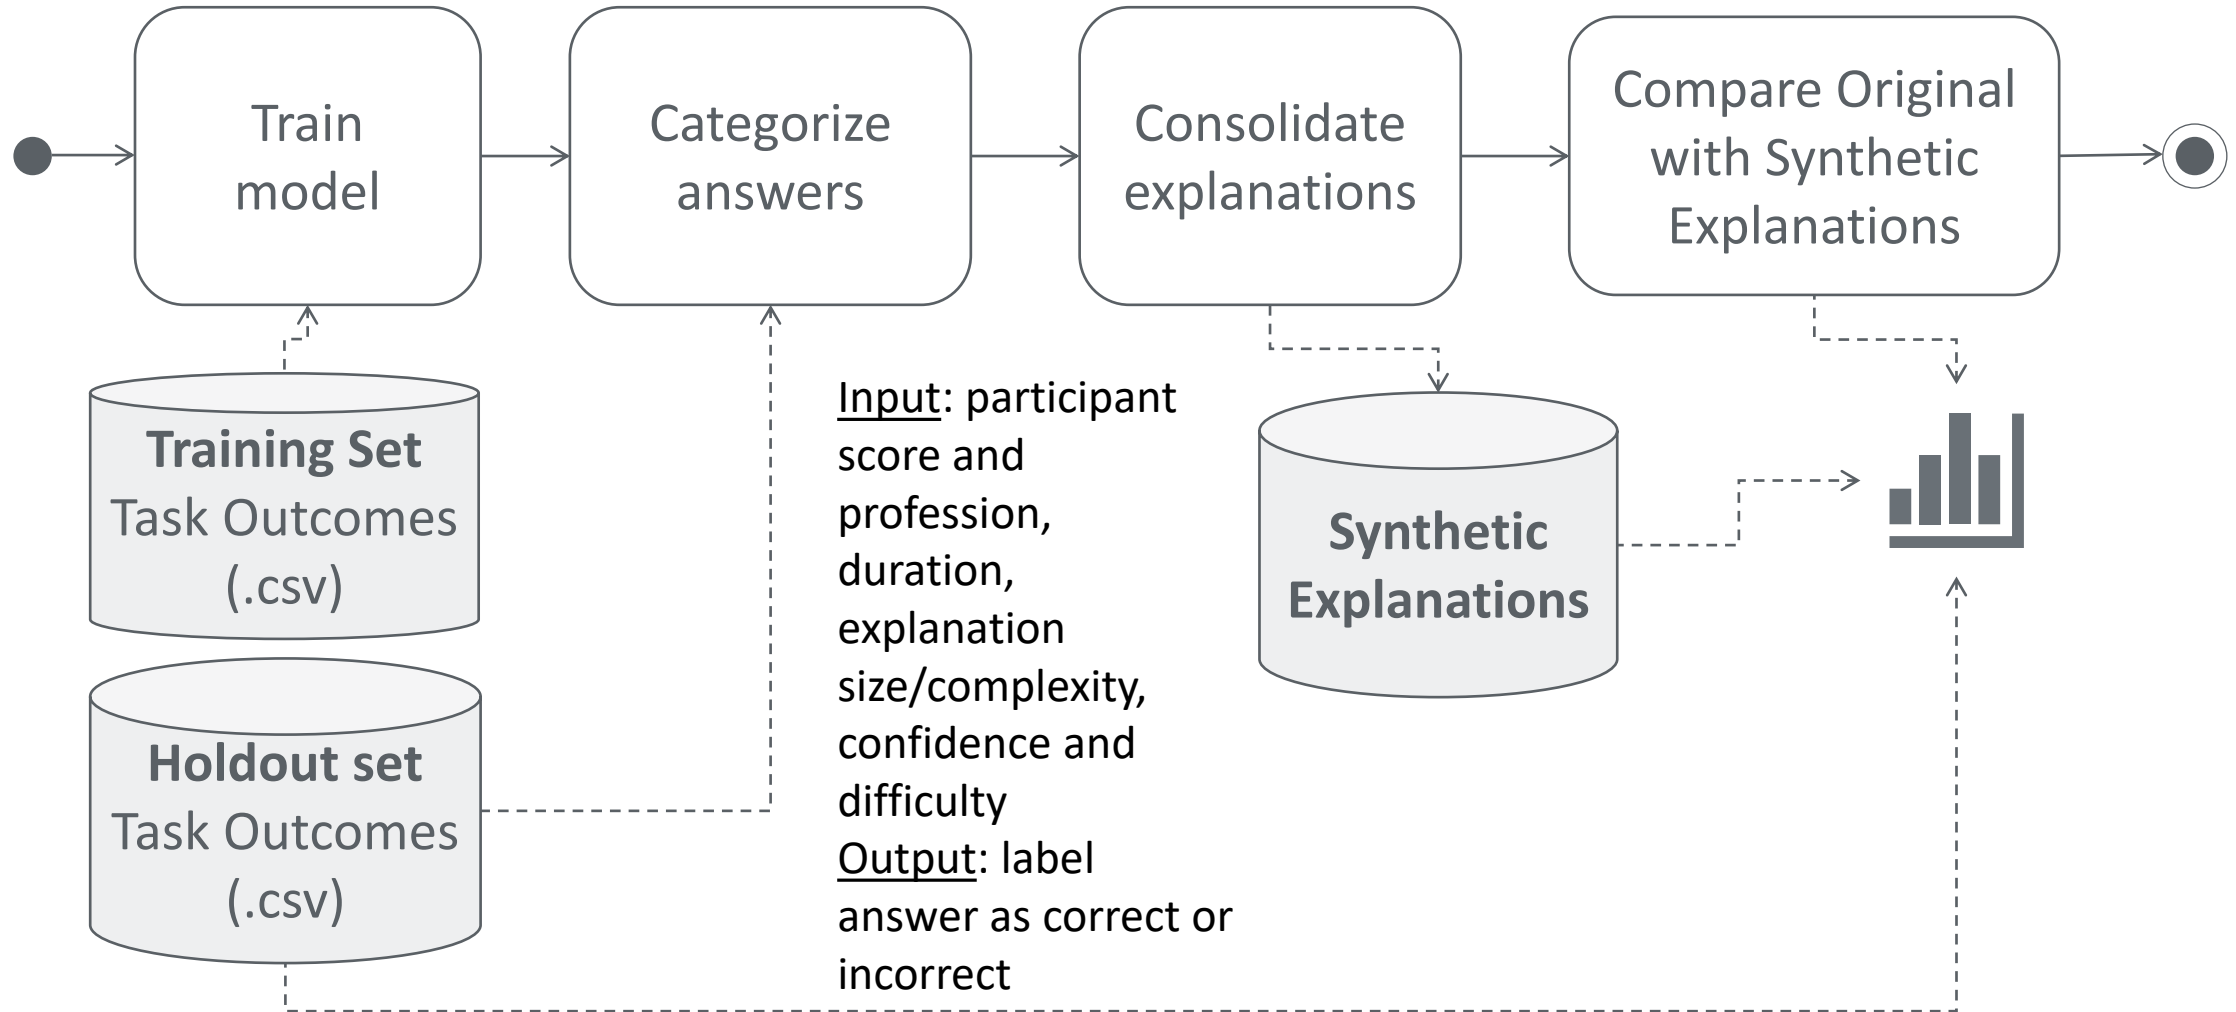 Train
model
Categorize
answers
Consolidate
explanations
Compare Original
with Synthetic
Explanations
Training Set
Task Outcomes
(.csv)
Holdout set
Task Outcomes
(.csv)
Input: participant
score and
profession,
duration,
explanation
size/complexity,
confidence and
difficulty
Output: label
answer as correct or
incorrect
Synthetic
Explanations